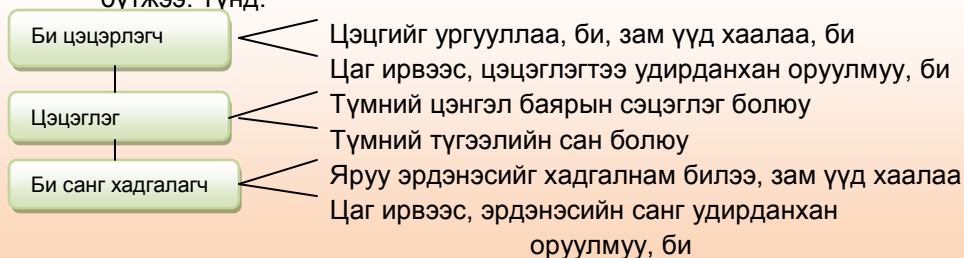 бүтжээ. Түнд:
Би цэцэрлэгч
Цэцгийг ургууллаа, би, зам үүд хаалаа, би
Цаг ирвээс, цэцэглэгтээ удирданхан оруулмуу, би
Цэцэглэг
Түмний цэнгэл баярын сэцэглэг болюу
Түмний түгээлийн сан болюу
Би санг хадгалагч
Яруу эрдэнэсийг хадгалнам билээ, зам үүд хаалаа
Цаг ирвээс, эрдэнэсийн санг удирданхан
оруулмуу, би